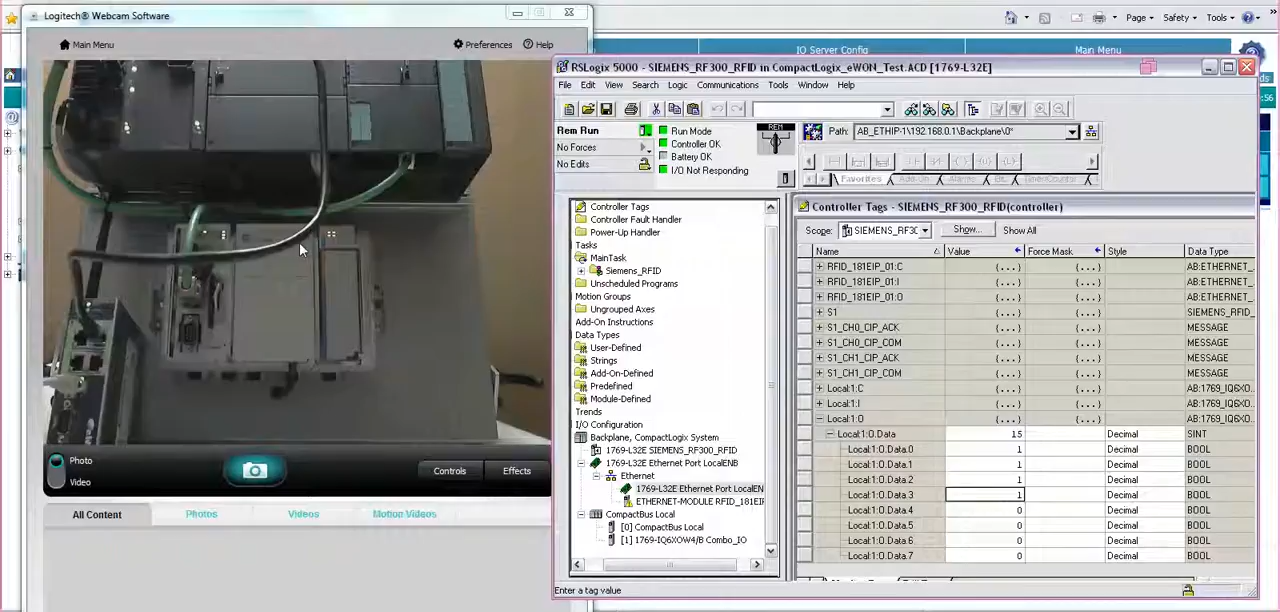 Logitech® Webcam Software
Main Menu
Preferences
Help
Photo
Video
Controls
Effects
All Content
Photos
Videos
Motion Videos
Page
Safety
Tools
IO Server Config
Main Menu
RSLogix 5000 - SIEMENS_RF300_RFID in CompactLogix_eWON_Test.ACD [1769-L32E]
File Edit View Search Logic Communications Tools Window Help
Rem Run
No Forces
No Edits
Run Mode
Controller OK
Battery OK
I/O Not Responding
REM
Path: AB_ETHIP-1\192.168.0.1\Backplane\0*
Favorites
Controller Tags
Controller Fault Handler
Power-Up Handler
Tasks
MainTask
Siemens_RFID
Unscheduled Programs
Motion Groups
Ungrouped Axes
Add-On Instructions
Data Types
User-Defined
Strings
Add-On-Defined
Predefined
Module-Defined
Trends
I/O Configuration
Backplane, CompactLogix System
1769-L32E SIEMENS_RF300_RFID
1769-L32E Ethernet Port LocalENB
Ethernet
1769-L32E Ethernet Port LocalEN
ETHERNET-MODULE RFID_181EIP
CompactBus Local
[0] CompactBus Local
[1] 1769-IQ6XOW4/B Combo_IO
Controller Tags - SIEMENS_RF300_RFID(controller)
Scope: SIEMENS_RF3C Show... Show All
Name Value Force Mask Style Data Type
RFID_181EIP_01:C {...} {...} AB:ETHERNET_
RFID_181EIP_01:I {...} {...} AB:ETHERNET_
RFID_181EIP_01:O {...} {...} AB:ETHERNET_
S1 {...} {...} SIEMENS_RFID_
S1_CH0_CIP_ACK {...} {...} MESSAGE
S1_CH0_CIP_COM {...} {...} MESSAGE
S1_CH1_CIP_ACK {...} {...} MESSAGE
S1_CH1_CIP_COM {...} {...} MESSAGE
Local:1:C {...} {...} AB:1769_IQ6XO...
Local:1:I {...} {...} AB:1769_IQ6XO...
Local:1:O {...} {...} AB:1769_IQ6XO...
Local:1:O.Data 15 Decimal SINT
Local:1:O.Data.0 1 Decimal BOOL
Local:1:O.Data.1 1 Decimal BOOL
Local:1:O.Data.2 1 Decimal BOOL
Local:1:O.Data.3 1 Decimal BOOL
Local:1:O.Data.4 0 Decimal BOOL
Local:1:O.Data.5 0 Decimal BOOL
Local:1:O.Data.6 0 Decimal BOOL
Local:1:O.Data.7 0 Decimal BOOL
Enter a tag value